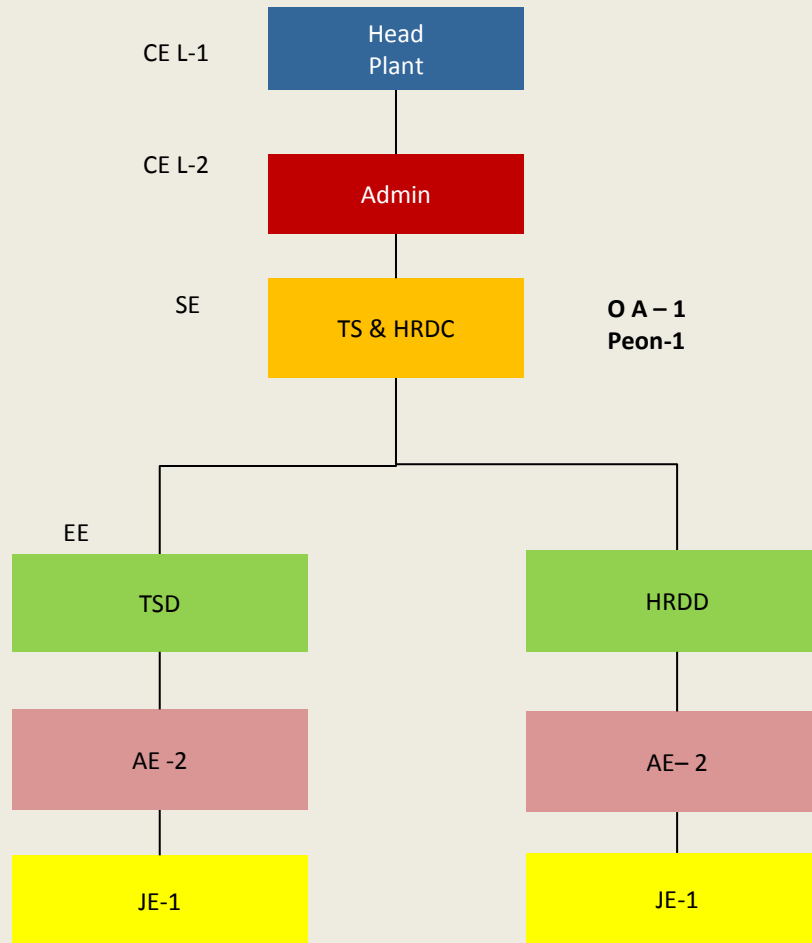 CE L-1
Head
Plant
CE L-2
Admin
SE
TS & HRDC
O A – 1
Peon-1
EE
TSD
HRDD
AE -2
AE– 2
JE-1
JE-1